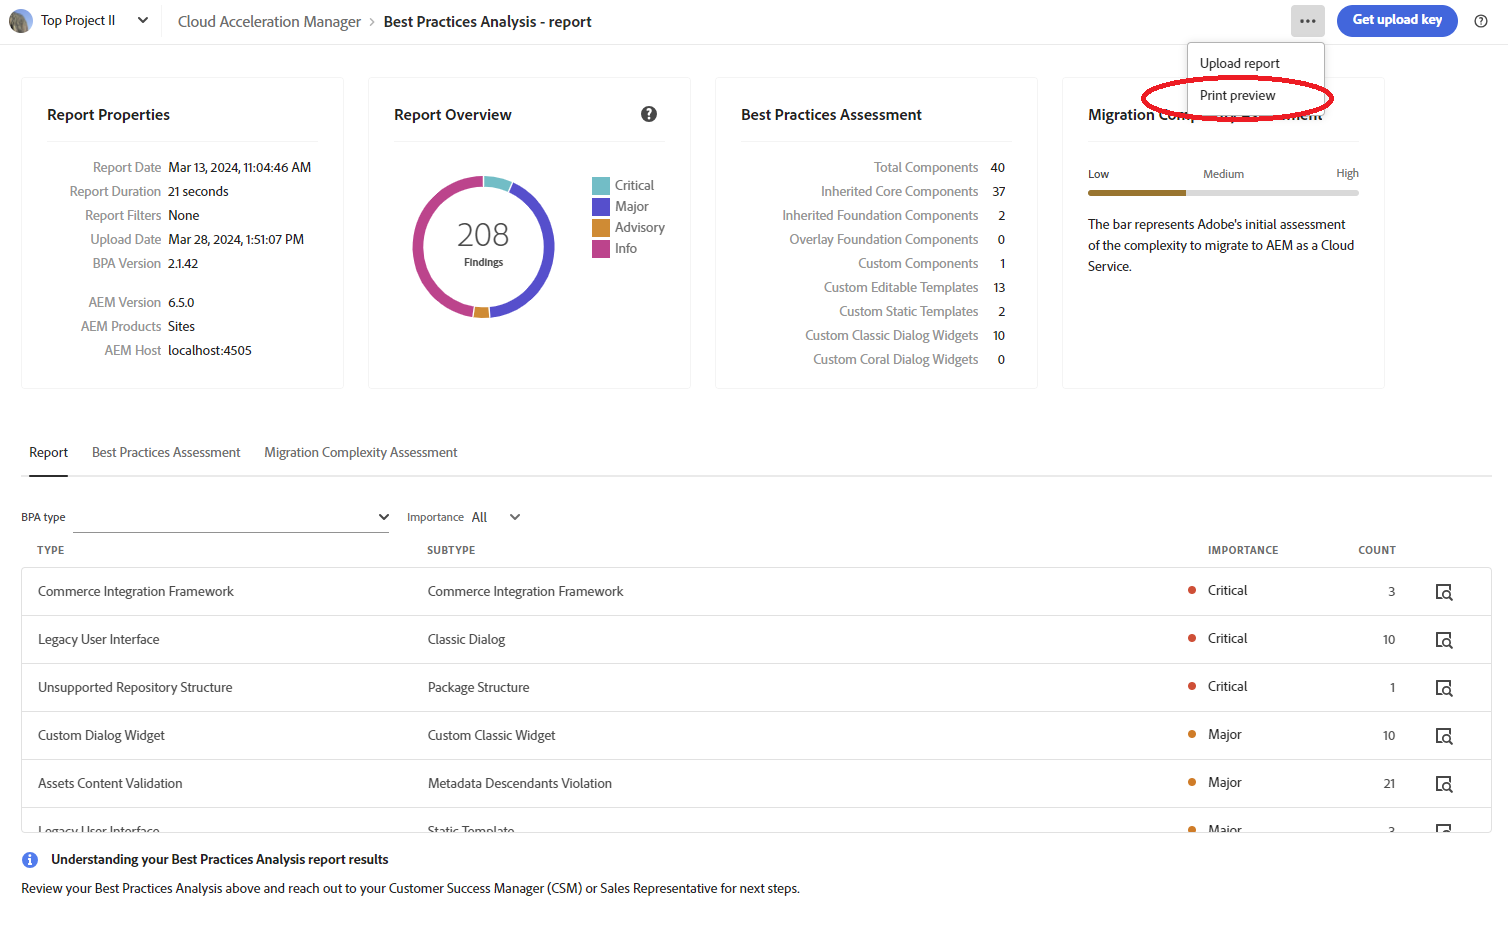 Top Project II
Cloud Acceleration Manager > Best Practices Analysis - report
Get upload key
Upload report
Print preview
Report Properties
Report Date Mar 13, 2024, 11:04:46 AM
Report Duration 21 seconds
Report Filters None
Upload Date Mar 28, 2024, 1:51:07 PM
BPA Version 2.1.42
AEM Version 6.5.0
AEM Products Sites
AEM Host localhost:4505
Report Overview
208
Findings
Critical
Major
Advisory
Info
Best Practices Assessment
Total Components 40
Inherited Core Components 37
Inherited Foundation Components 2
Overlay Foundation Components 0
Custom Components 1
Custom Editable Templates 13
Custom Static Templates 2
Custom Classic Dialog Widgets 10
Custom Coral Dialog Widgets 0
Migration Complexity Assessment
Low Medium High
The bar represents Adobe's initial assessment
of the complexity to migrate to AEM as a Cloud
Service.
Report Best Practices Assessment Migration Complexity Assessment
BPA type Importance All
TYPE SUBTYPE IMPORTANCE COUNT
Commerce Integration Framework Commerce Integration Framework Critical 3
Legacy User Interface Classic Dialog Critical 10
Unsupported Repository Structure Package Structure Critical 1
Custom Dialog Widget Custom Classic Widget Major 10
Assets Content Validation Metadata Descendants Violation Major 21
Legacy User Interface Static Template Major 2
Understanding your Best Practices Analysis report results
Review your Best Practices Analysis above and reach out to your Customer Success Manager (CSM) or Sales Representative for next steps.